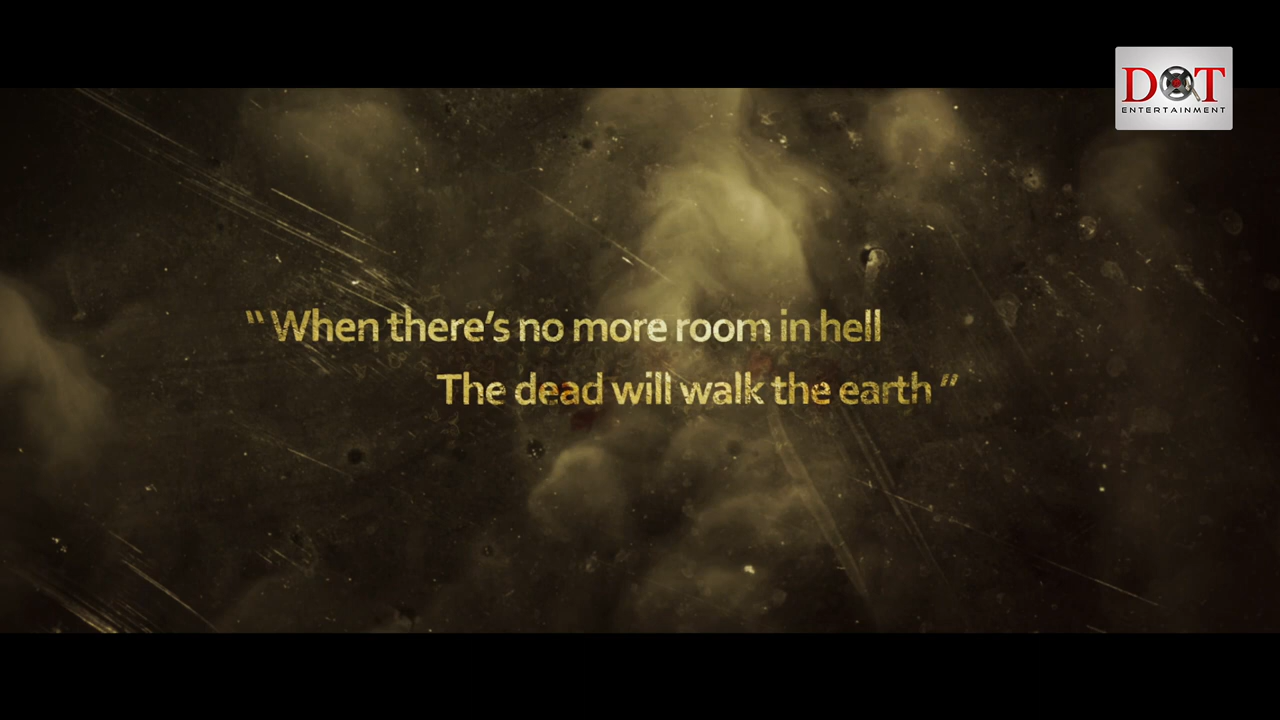 DOT
ENTERTAINMENT
“When there’s no more room in hell
The dead will walk the earth”